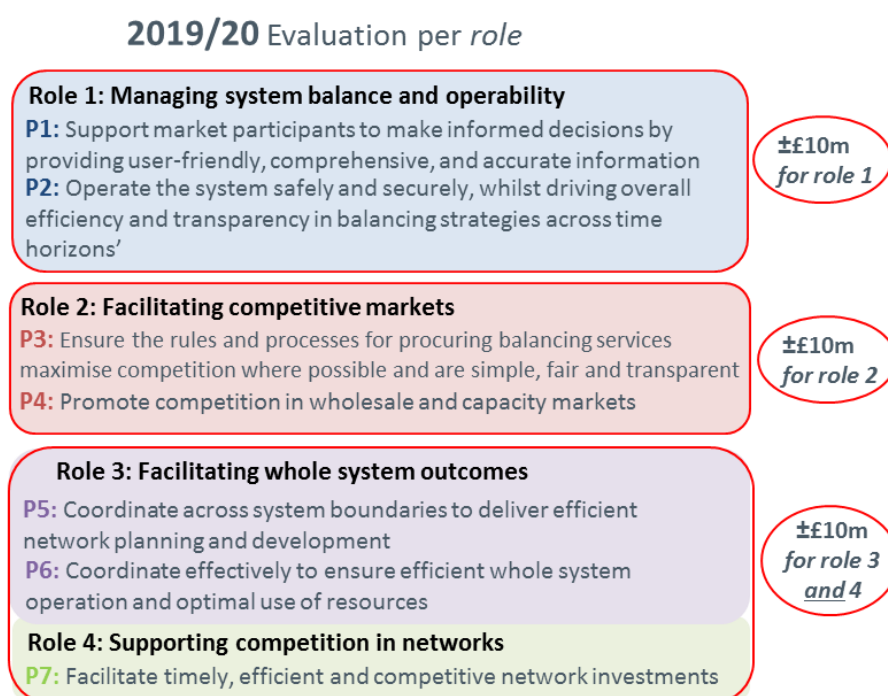 2019/20 Evaluation per role
Role 1: Managing system balance and operability
P1: Support market participants to make informed decisions by
providing user-friendly, comprehensive, and accurate information
P2: Operate the system safely and securely, whilst driving overall
efficiency and transparency in balancing strategies across time
horizons’
±£10m
for role 1
Role 2: Facilitating competitive markets
P3: Ensure the rules and processes for procuring balancing services
maximise competition where possible and are simple, fair and transparent
P4: Promote competition in wholesale and capacity markets
±£10m
for role 2
Role 3: Facilitating whole system outcomes
P5: Coordinate across system boundaries to deliver efficient
network planning and development
P6: Coordinate effectively to ensure efficient whole system
operation and optimal use of resources
±£10m
for role 3
and 4
Role 4: Supporting competition in networks
P7: Facilitate timely, efficient and competitive network investments